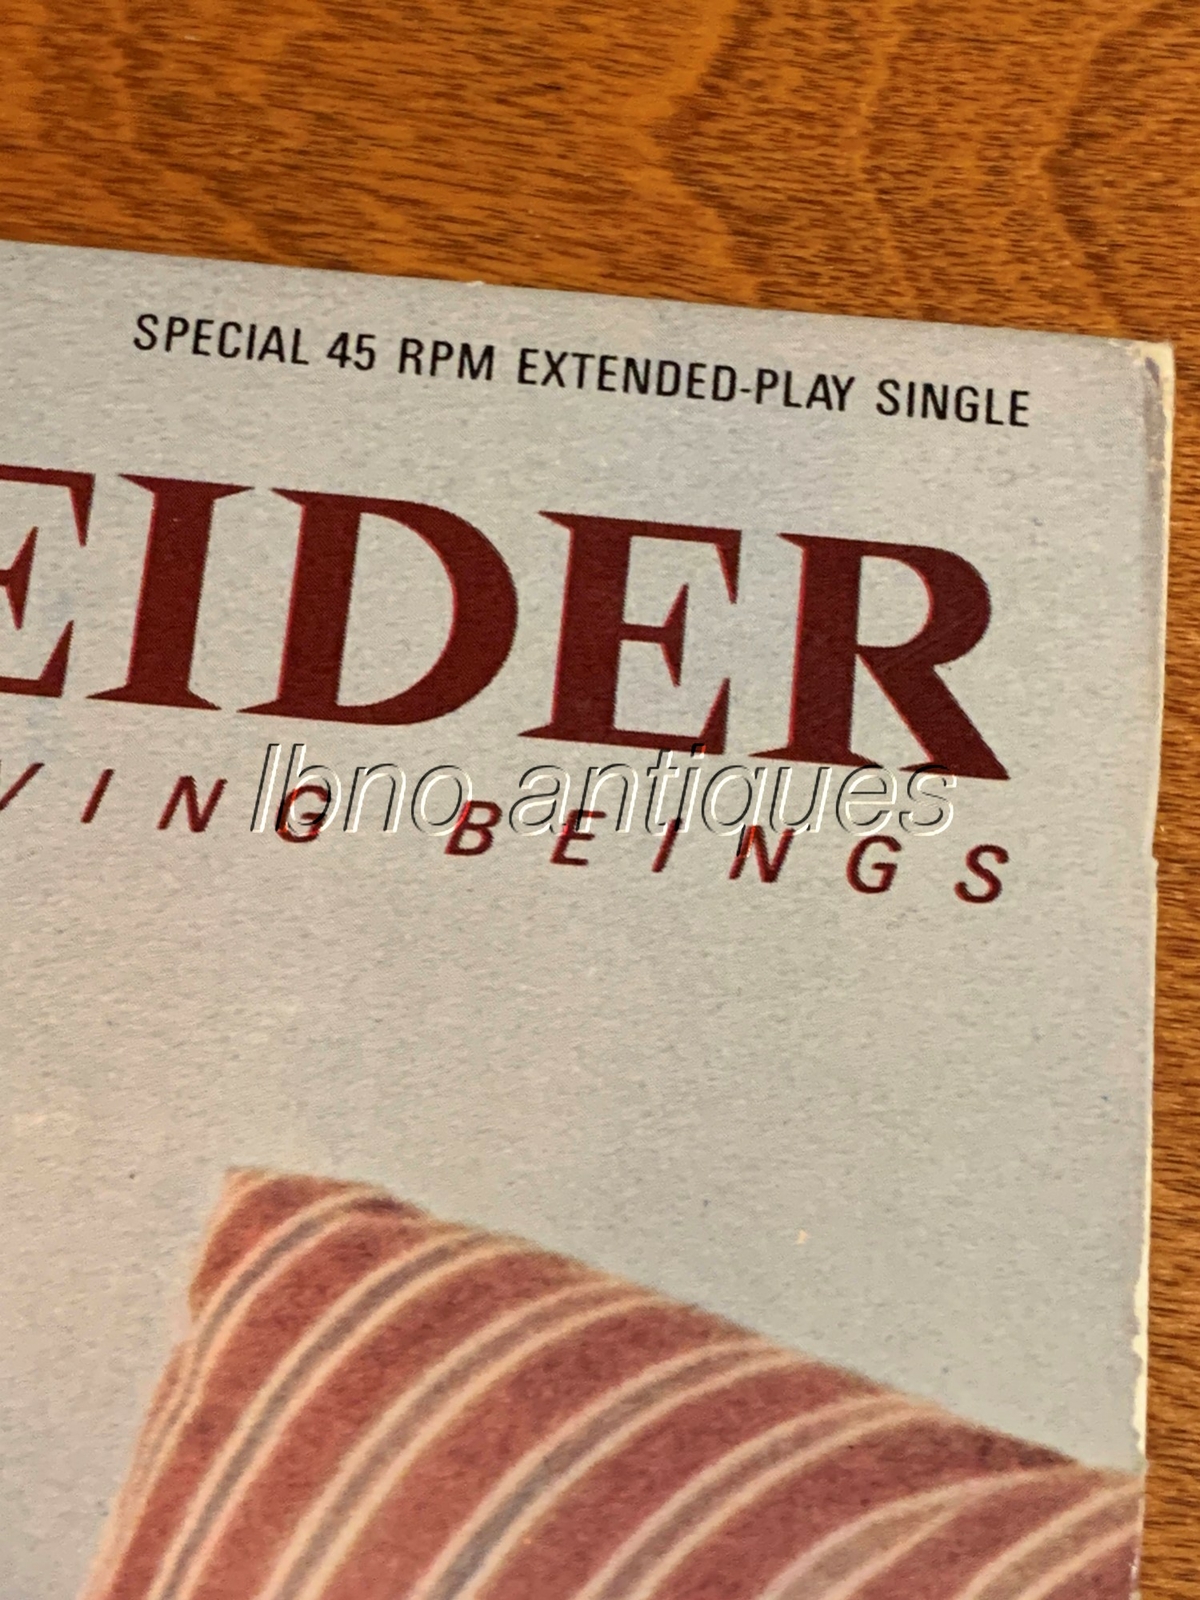 SPECIAL 45 RPM EXTENDED-PLAY SINGLE
EIDER
VING BEINGS
lbno antiques